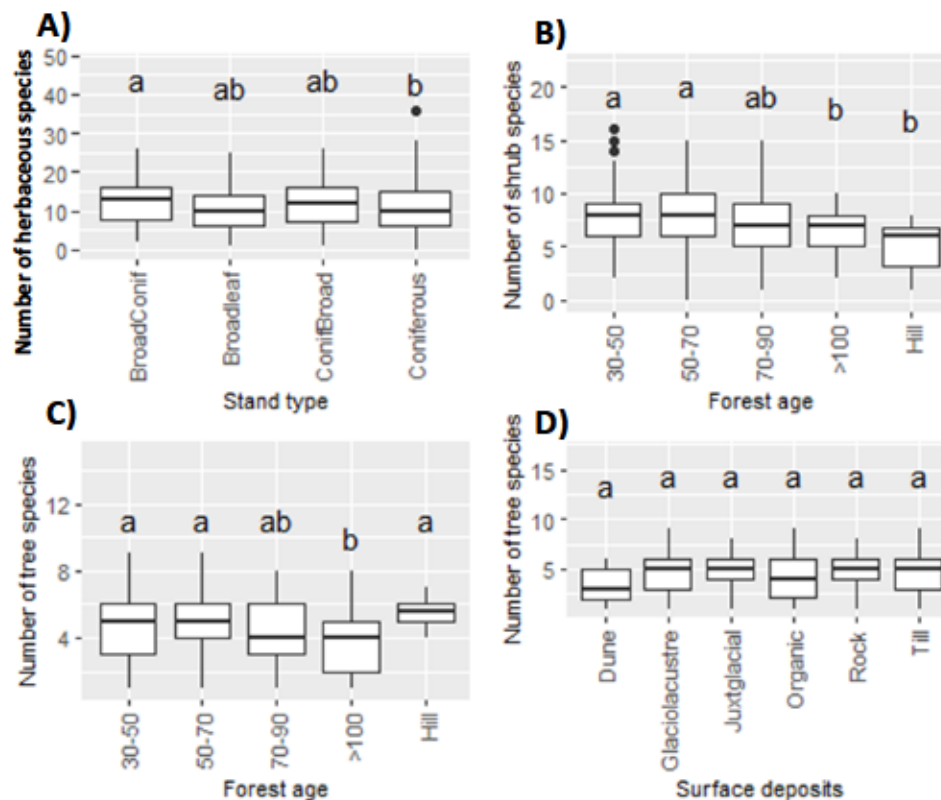 A)
Number of herbaceous species
50
40
30
20
10
0
a ab ab b
BroadConif
Broadleaf
ConifBroad
Coniferous
Stand type
B)
Number of shrub species
20
15
10
5
0
a a ab b b
30-50
50-70
70-90
>100
Hill
Forest age
C)
Number of tree species
12
8
4
a a ab b a
30-50
50-70
70-90
>100
Hill
Forest age
D)
Number of tree species
15
10
5
a a a a a a
Dune
Glaciolacustre
Juxtglacial
Organic
Rock
Till
Surface deposits